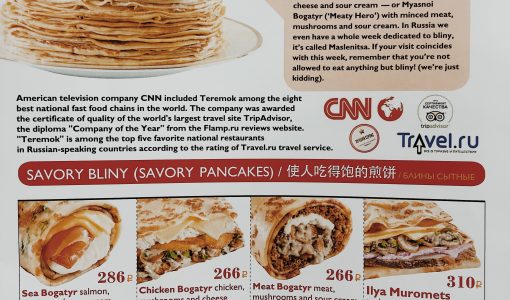 cheese and sour cream — or Myasnoi
Bogatyr ('Meaty Hero') with minced meat,
mushrooms and sour cream. In Russia we
even have a whole week dedicated to bliny,
it's called Maslenitsa. If your visit coincides
with this week, remember that you're not
allowed to eat anything but bliny! (we're just
kidding).
American television company CNN included Teremok among the eight
best national fast food chains in the world. The company was awarded
the certificate of quality of the world's largest travel site TripAdvisor,
the diploma "Company of the Year" from the Flamp.ru reviews website.
"Teremok" is among the top five favorite national restaurants
in Russian-speaking countries according to the rating of Travel.ru travel service.
CNN
tripadvisor
Travel.ru
SAVORY BLINY (SAVORY PANCAKES) / 使人吃得饱的煎饼 / БЛИНЫ СЫТНЫЕ
286₽
Sea Bogatyr salmon,
266₽
Chicken Bogatyr chicken,
mushrooms and cheese
266₽
Meat Bogatyr meat,
mushrooms and sour cream
310₽
Ilya Muromets